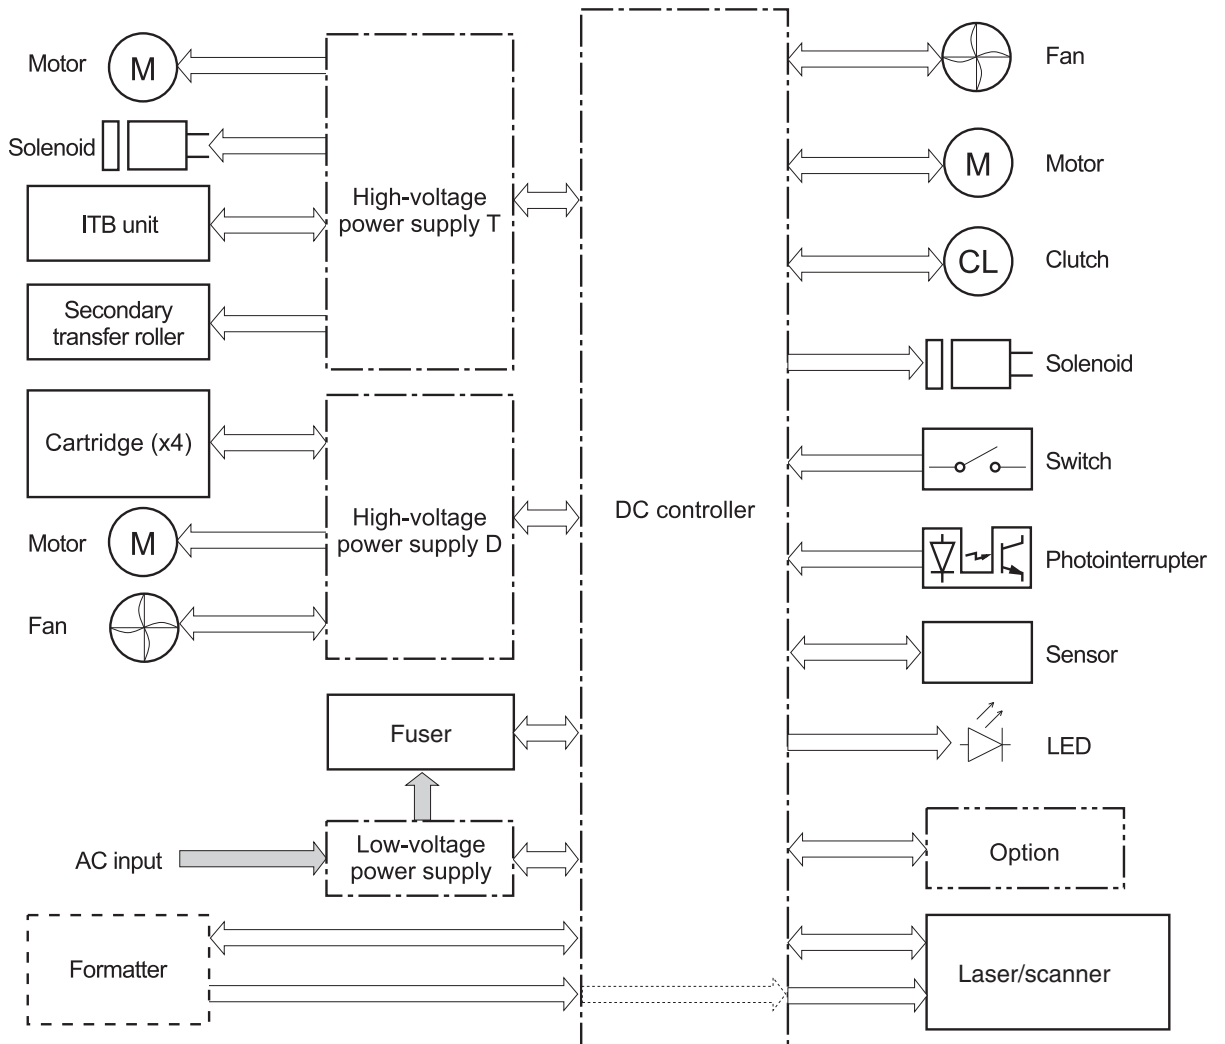 Motor
M
Solenoid
ITB unit
Secondary
transfer roller
High-voltage
power supply T
Cartridge (x4)
Motor
M
Fan
High-voltage
power supply D
Fuser
AC input
Low-voltage
power supply
Formatter
DC controller
Fan
M
Motor
CL
Clutch
Solenoid
Switch
Photointerrupter
Sensor
LED
Option
Laser/scanner